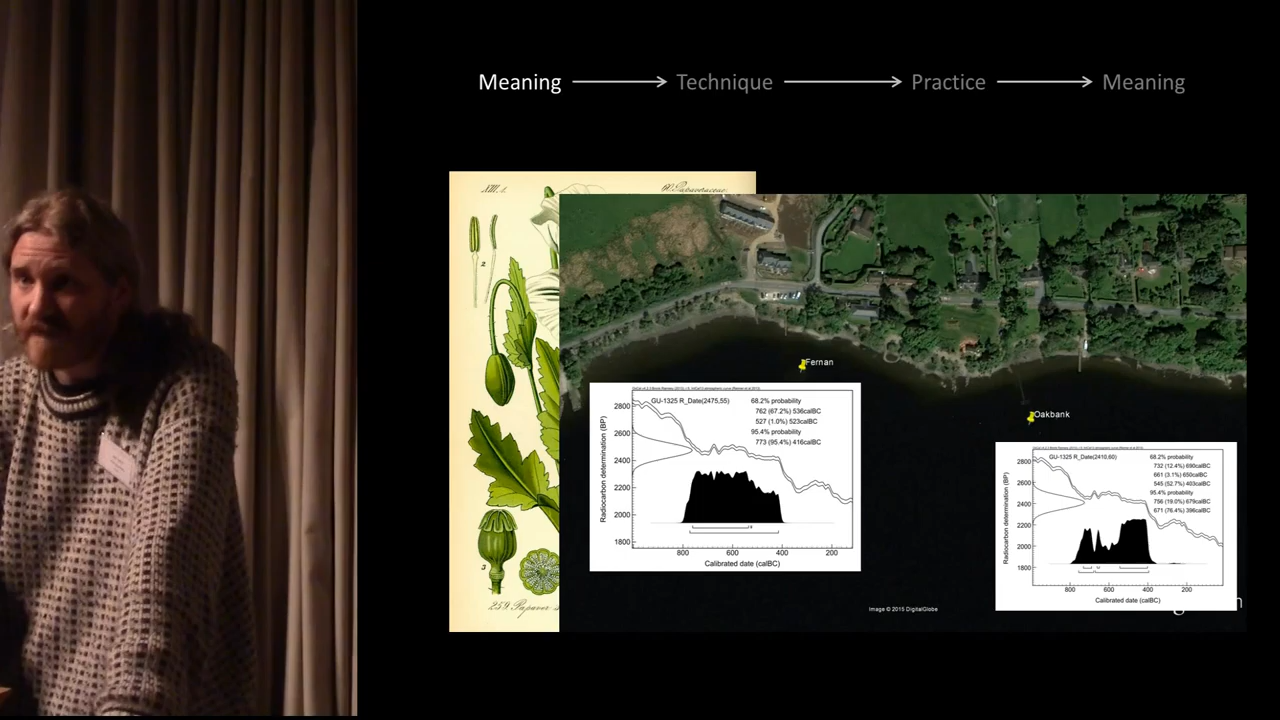 Meaning Technique Practice Meaning
XIII. 1.
Papaveraceae.
2
3
259. Papaver
Fernan
Oakbank
GU-1325 R_Date(2475,55)
68.2% probability
762 (67.2%) 536calBC
527 (1.0%) 523calBC
95.4% probability
773 (95.4%) 416calBC
Radiocarbon determination (BP)
2800
2600
2400
2200
2000
1800
800 600 400 200
Calibrated date (calBC)
GU-1325 R_Date(2410,60)
68.2% probability
732 (12.4%) 690calBC
661 (3.1%) 650calBC
545 (52.7%) 403calBC
95.4% probability
756 (19.0%) 679calBC
671 (76.4%) 396calBC
Radiocarbon determination (BP)
2800
2600
2400
2200
2000
1800
800 600 400 200
Calibrated date (calBC)
Image © 2015 DigitalGlobe